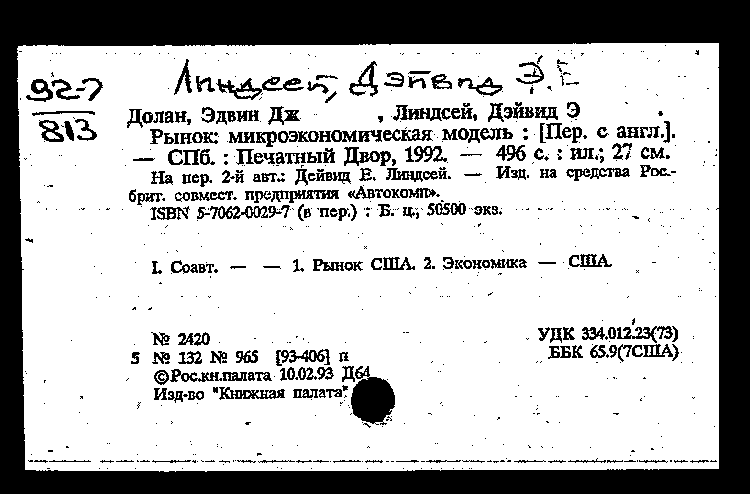 Линдсей, Дэйвид Э. Е
92-7
813
Долан, Эдвин Дж , Линдсей, Дэйвид Э .
Рынок: микроэкономическая модель : [Пер. с англ.].
— СПб. : Печатный Двор, 1992. — 496 с. : ил.; 27 см.
На пер. 2-й авт.: Дейвид Е. Линдсей. — Изд. на средства Рос.-
брит. совмест. предприятия «Автокомп».
ISBN 5-7062-0029-7 (в пер.) : Б. ц., 50500 экз.
I. Соавт. — — 1. Рынок США. 2. Экономика — США.
№ 2420
УДК 334.012.23(73)
5 № 132 № 965 [93-406] п
ББК 65.9(7США)
©Рос.кн.палата 10.02.93 Д64
Изд-во "Книжная палата"